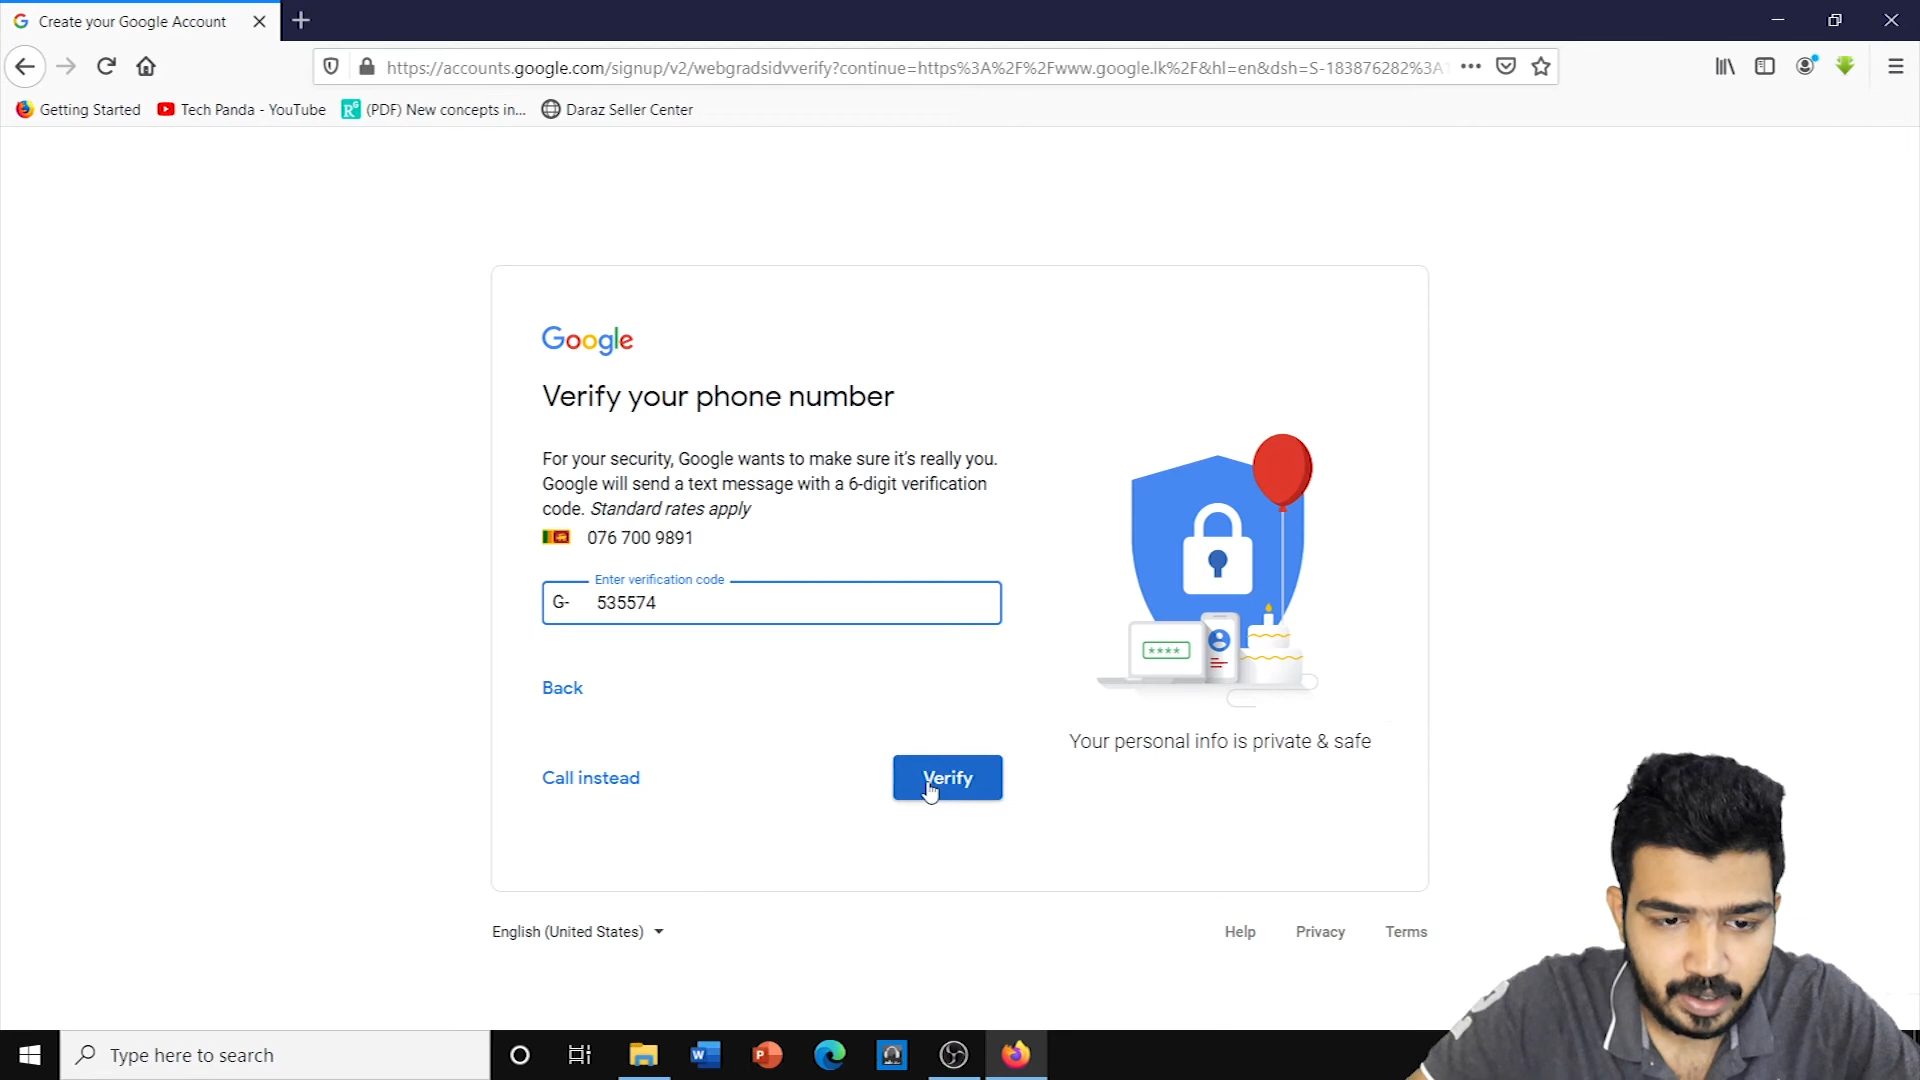 Create your Google Account
https://accounts.google.com/signup/v2/webgradsidvverify?continue=https%3A%2F%2Fwww.google.lk%2F&hl=en&dsh=S-183876282%3A1
Getting Started Tech Panda - YouTube (PDF) New concepts in... Daraz Seller Center
Google
Verify your phone number
For your security, Google wants to make sure it's really you.
Google will send a text message with a 6-digit verification
code. Standard rates apply
076 700 9891
Enter verification code
G- 535574
****
Back
Your personal info is private & safe
Call instead Verify
English (United States) Help Privacy Terms
Type here to search